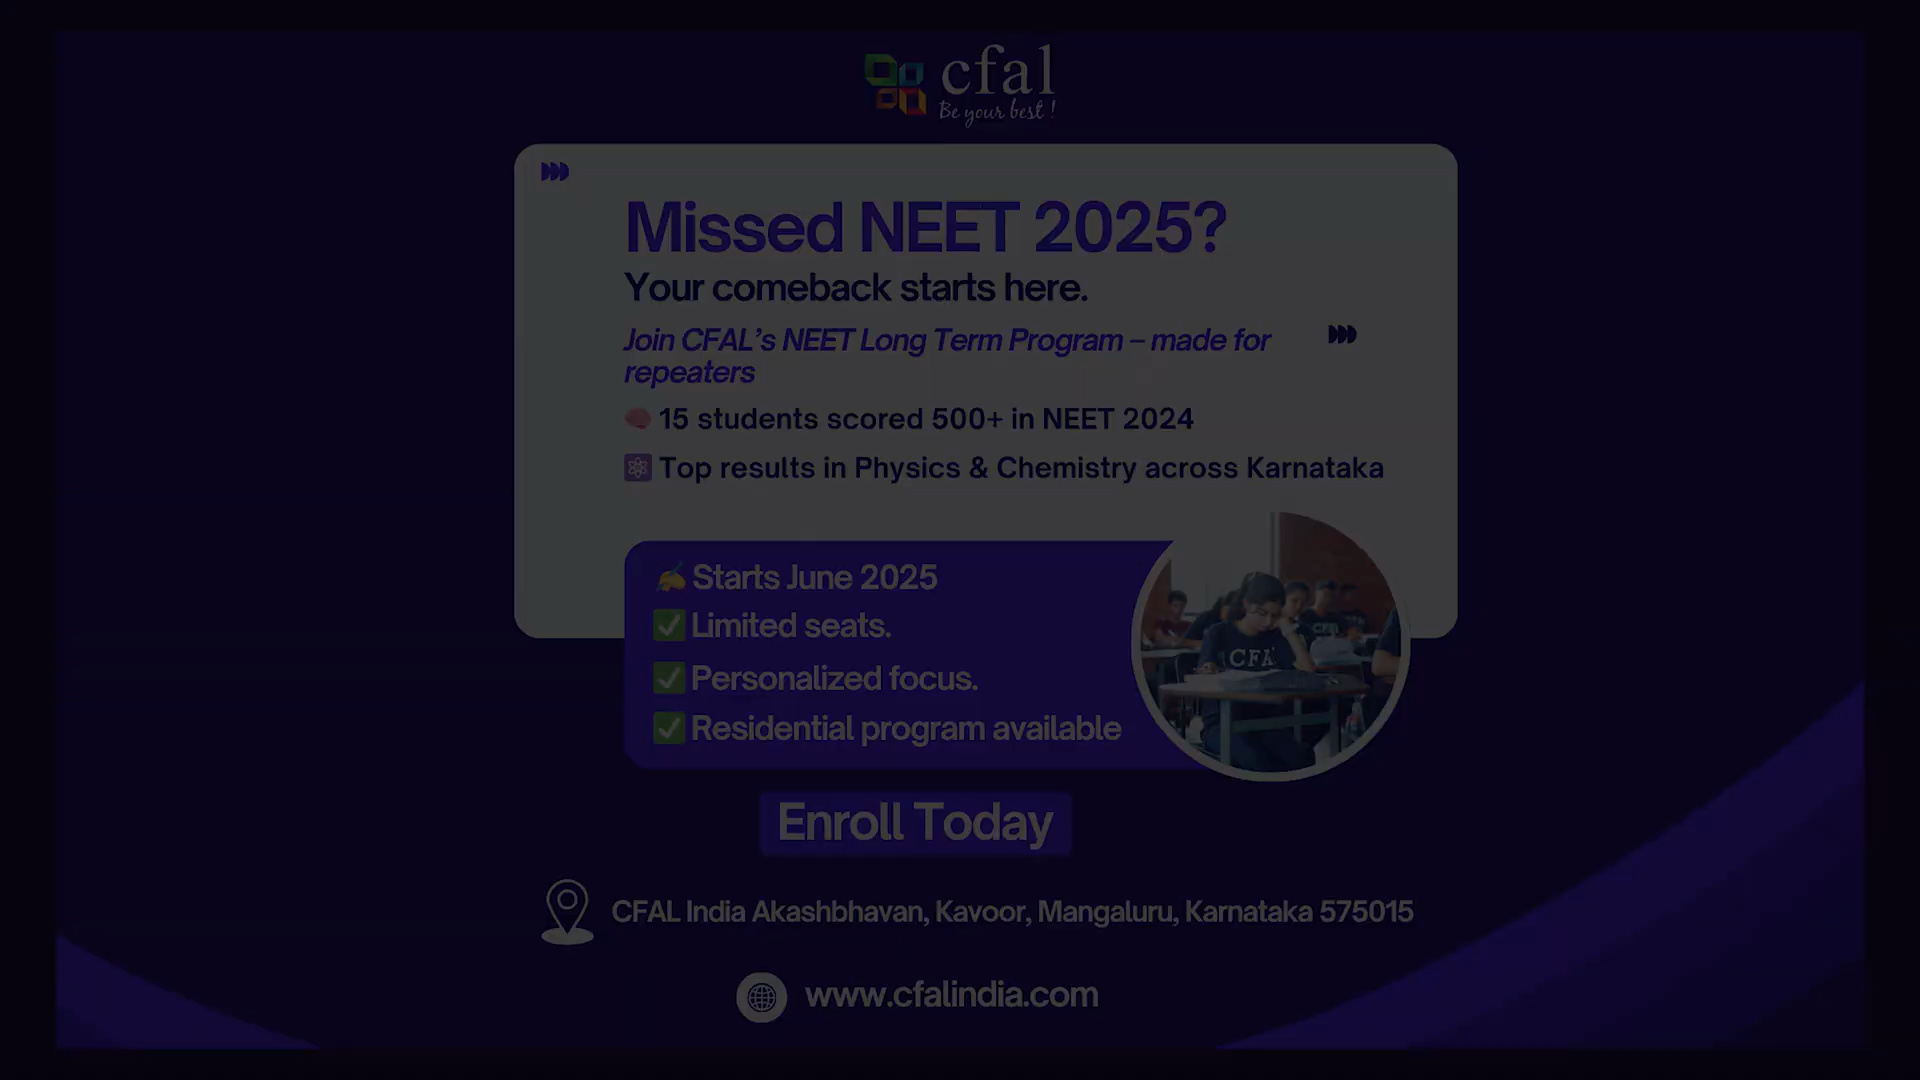 cfal
Be your best !
Missed NEET 2025?
Your comeback starts here.
Join CFAL’s NEET Long Term Program – made for
repeaters
15 students scored 500+ in NEET 2024
Top results in Physics & Chemistry across Karnataka
Starts June 2025
Limited seats.
Personalized focus.
Residential program available
CFAL
Enroll Today
CFAL India Akashbhavan, Kavoor, Mangaluru, Karnataka 575015
www.cfalindia.com